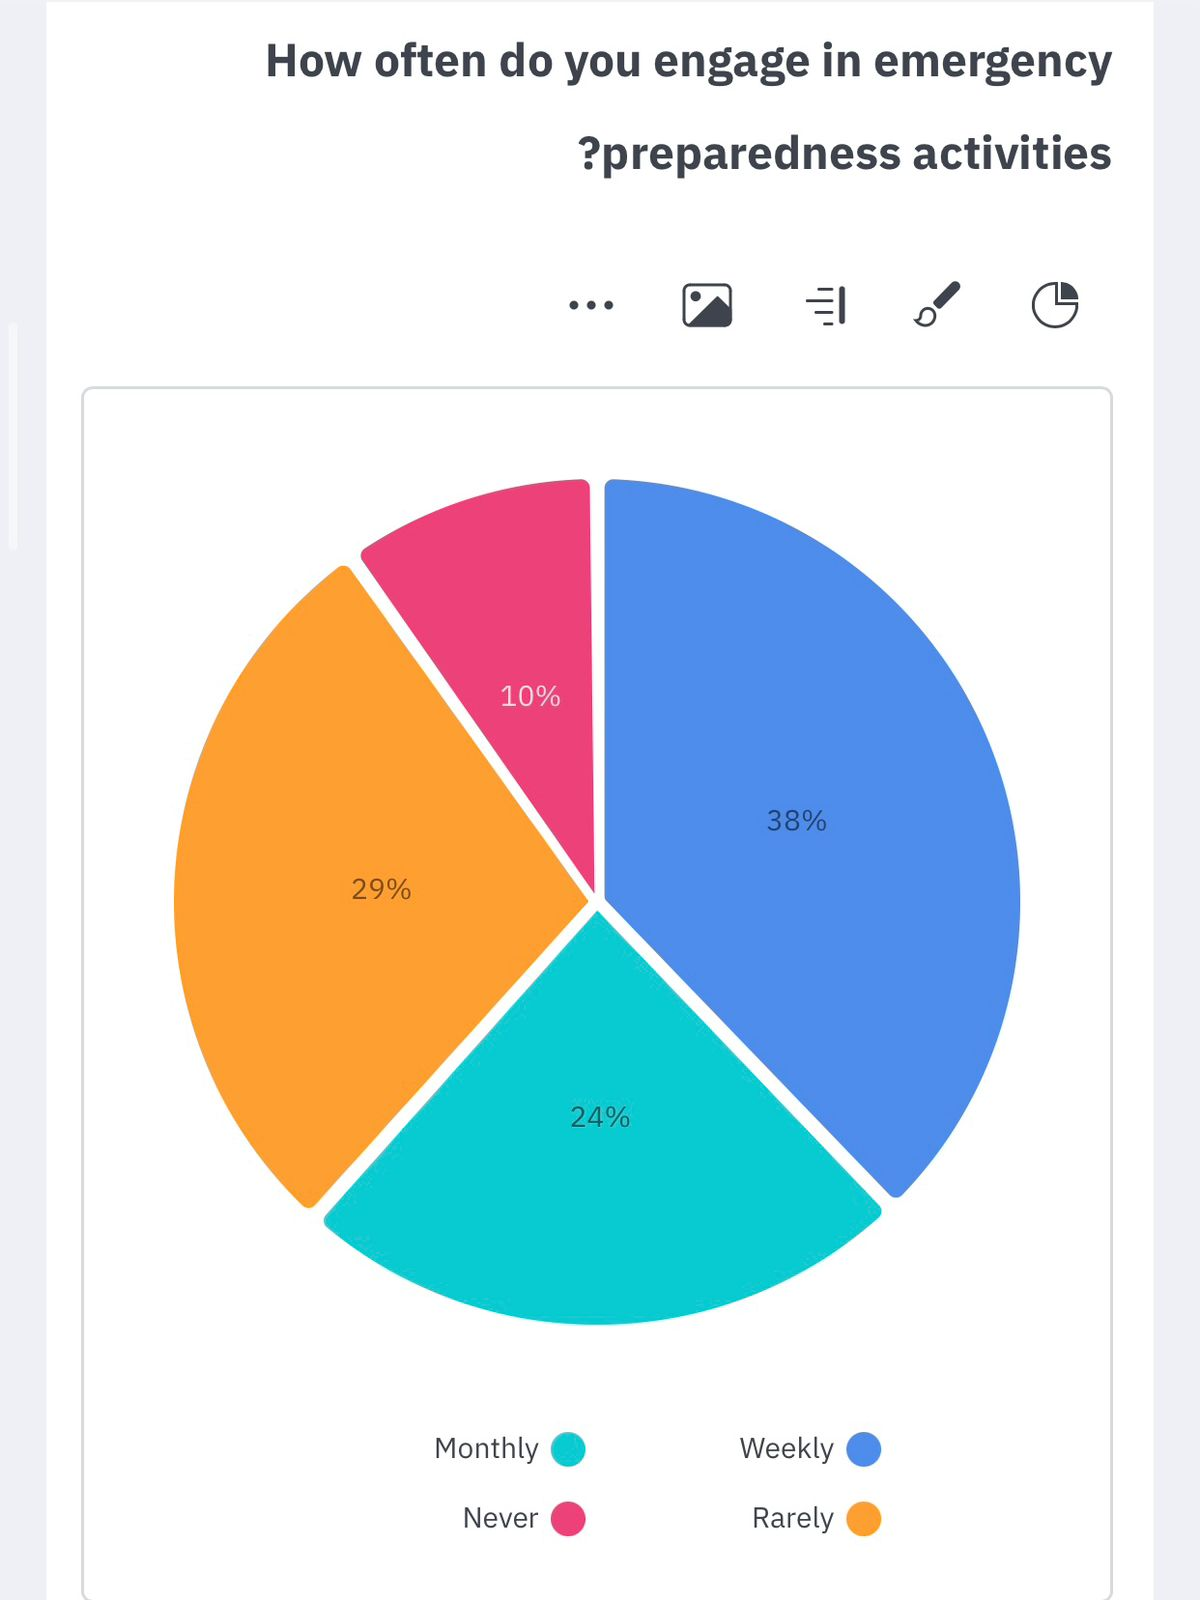 How often do you engage in emergency
?preparedness activities
10%
38%
29%
24%
Weekly
Monthly
Rarely
Never